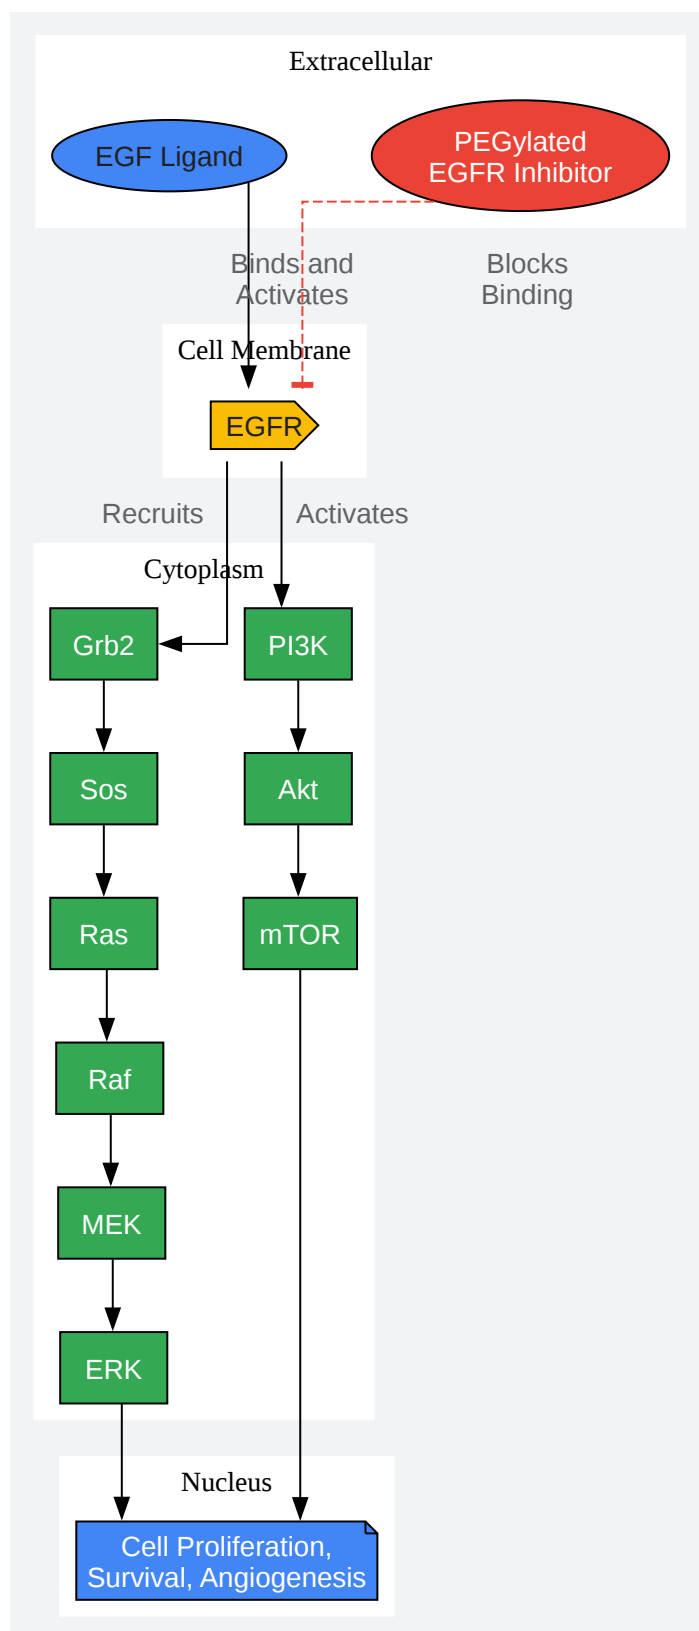 Extracellular
EGF Ligand
PEGylated
EGFR Inhibitor
Binds and
Activates
Blocks
Binding
Cell Membrane
EGFR
Recruits
Activates
Cytoplasm
Grb2
PI3K
Sos
Akt
Ras
mTOR
Raf
MEK
ERK
Nucleus
Cell Proliferation,
Survival, Angiogenesis